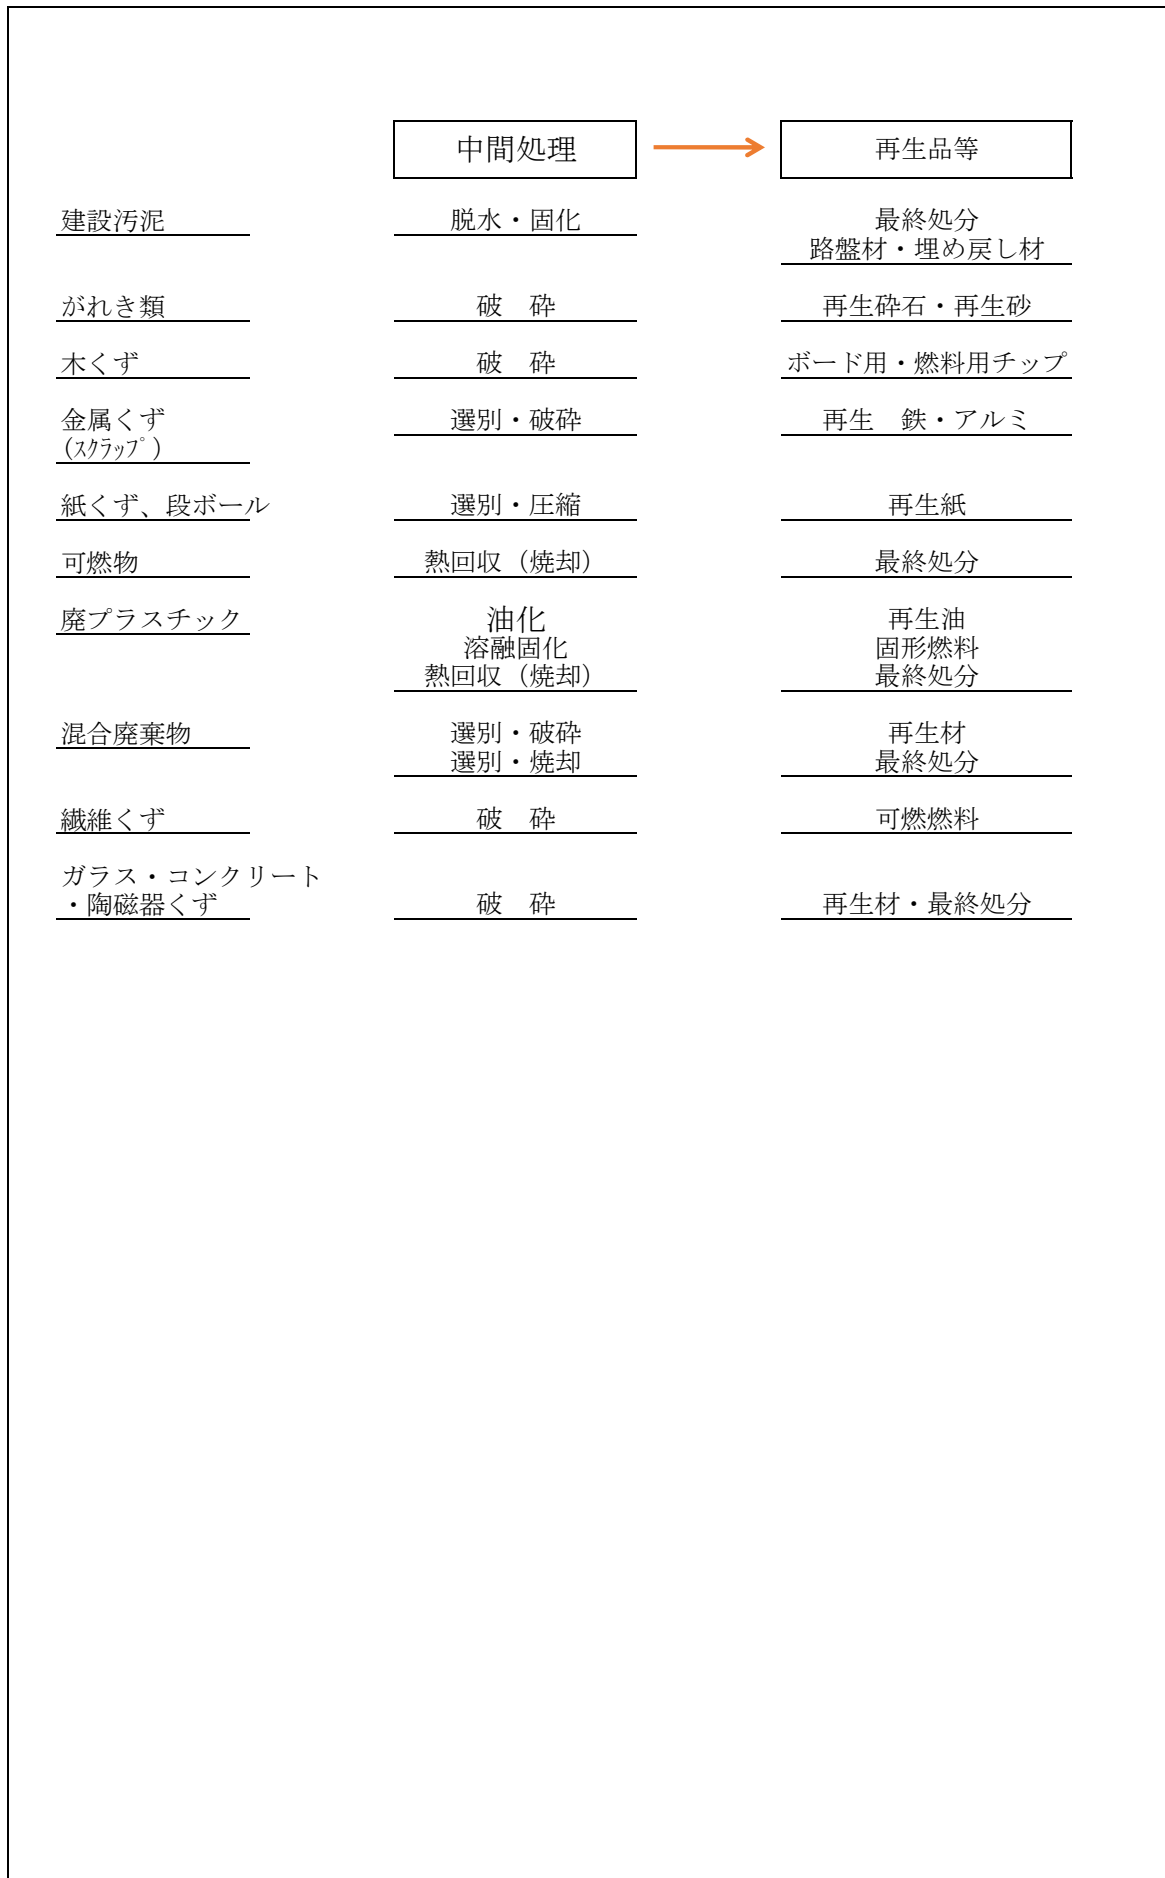 中間処理 再生品等
建設汚泥 脱水・固化 最終処分
路盤材・埋め戻し材
がれき類 破　砕 再生砕石・再生砂
木くず 破　砕 ボード用・燃料用チップ
金属くず 選別・破砕 再生　鉄・アルミ
(ｽｸﾗｯﾌﾟ)
紙くず、段ボール 選別・圧縮 再生紙
可燃物 熱回収（焼却） 最終処分
廃プラスチック 油化 再生油
溶融固化 固形燃料
熱回収（焼却） 最終処分
混合廃棄物 選別・破砕 再生材
選別・焼却 最終処分
繊維くず 破　砕 可燃燃料
ガラス・コンクリート
・陶磁器くず 破　砕 再生材・最終処分